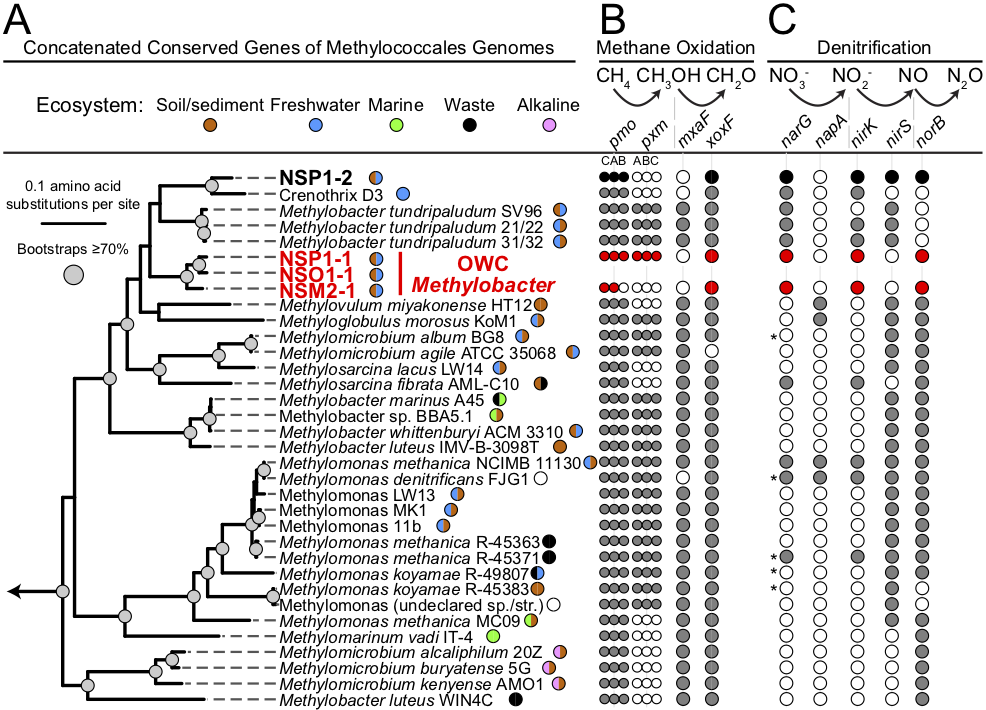 A
B
C
Concatenated Conserved Genes of Methylococcales Genomes
Methane Oxidation
Denitrification
CH4 CH3OH CH2O
NO3- NO2- NO N2O
Ecosystem: Soil/sediment Freshwater Marine Waste Alkaline
pmo pxm mxaF xoxF
narG napA nirK nirS norB
CAB ABC
0.1 amino acid
substitutions per site
Bootstraps ≥70%
NSP1-2
Crenothrix D3
Methylobacter tundripaludum SV96
Methylobacter tundripaludum 21/22
Methylobacter tundripaludum 31/32
NSP1-1
NSO1-1
NSM2-1
OWC
Methylobacter
Methylovulum miyakonense HT12
Methyloglobulus morosus KoM1
Methylomicrobium album BG8
*
Methylomicrobium agile ATCC 35068
Methylosarcina lacus LW14
Methylosarcina fibrata AML-C10
Methylobacter marinus A45
Methylobacter sp. BBA5.1
Methylobacter whittenburyi ACM 3310
Methylobacter luteus IMV-B-3098T
Methylomonas methanica NCIMB 11130
Methylomonas denitrificans FJG1
*
Methylomonas LW13
Methylomonas MK1
Methylomonas 11b
Methylomonas methanica R-45363
Methylomonas methanica R-45371
*
Methylomonas koyamae R-49807
*
Methylomonas koyamae R-45383
*
Methylomonas (undeclared sp./str.)
Methylomonas methanica MC09
Methylomarinum vadi IT-4
Methylomicrobium alcaliphilum 20Z
Methylomicrobium buryatense 5G
Methylomicrobium kenyense AMO1
Methylobacter luteus WIN4C